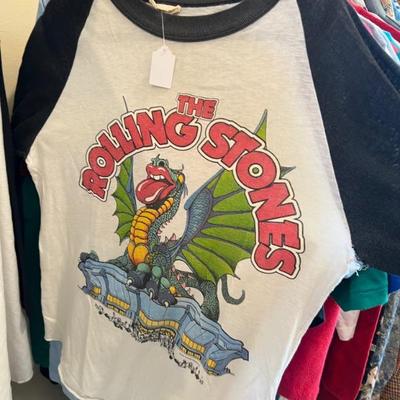 THE
ROLLING STONES